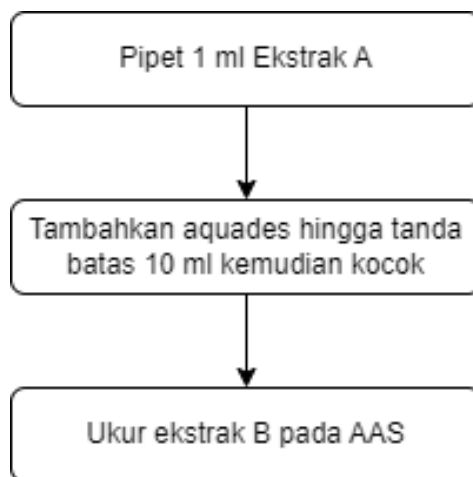 Pipet 1 ml Ekstrak A
Tambahkan aquades hingga tanda
batas 10 ml kemudian kocok
Ukur ekstrak B pada AAS